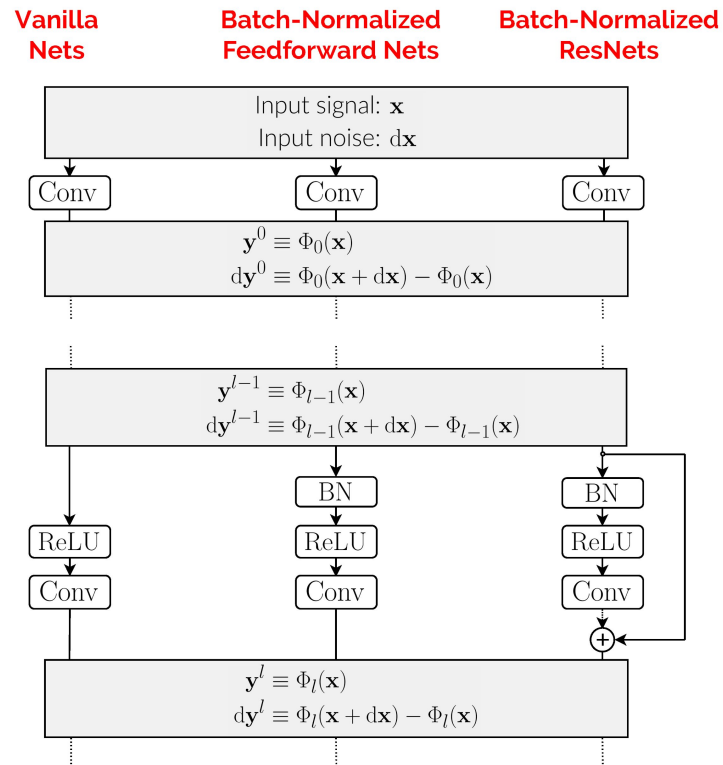 Vanilla Nets
Batch-Normalized Feedforward Nets
Batch-Normalized ResNets
Input signal: x
Input noise: dx
Conv
Conv
Conv
y⁰ ≡ Φ₀(x)
dy⁰ ≡ Φ₀(x + dx) − Φ₀(x)
yˡ⁻¹ ≡ Φₗ₋₁(x)
dyˡ⁻¹ ≡ Φₗ₋₁(x + dx) − Φₗ₋₁(x)
BN
BN
ReLU
ReLU
ReLU
Conv
Conv
Conv
+
yˡ ≡ Φₗ(x)
dyˡ ≡ Φₗ(x + dx) − Φₗ(x)